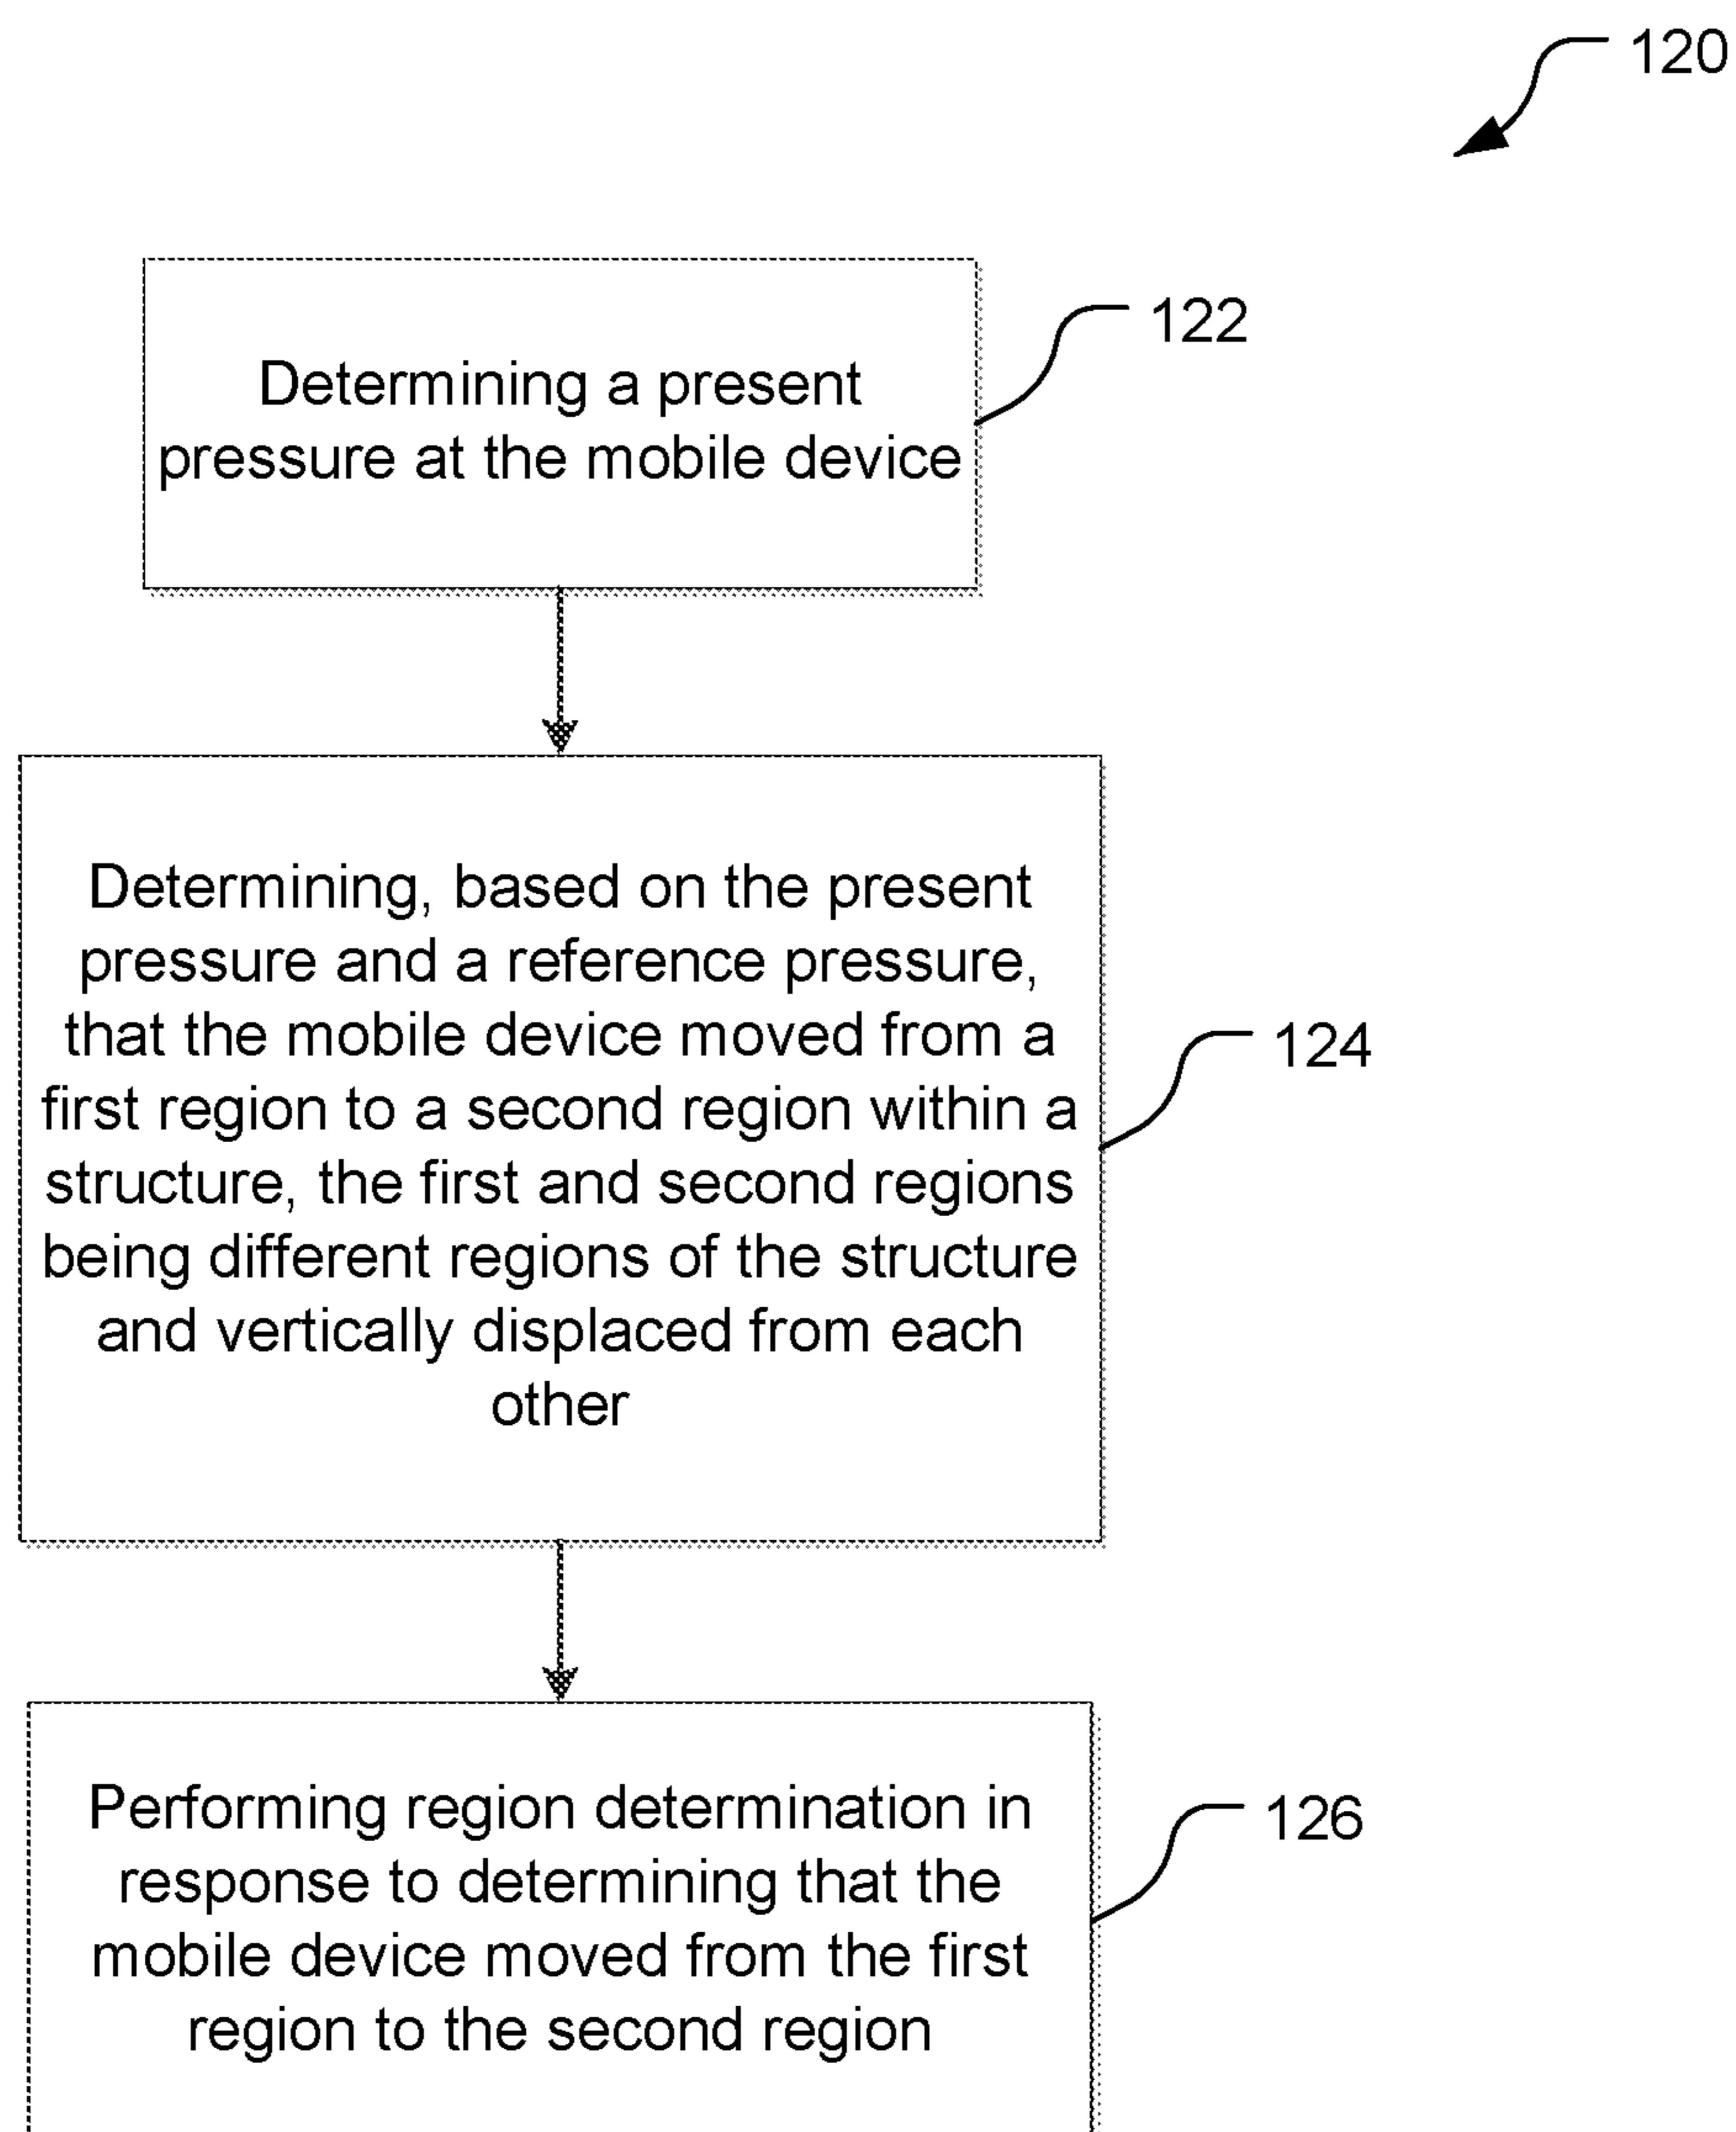 120
Determining a present
pressure at the mobile device
122
Determining, based on the present
pressure and a reference pressure,
that the mobile device moved from a
first region to a second region within a
structure, the first and second regions
being different regions of the structure
and vertically displaced from each
other
124
Performing region determination in
response to determining that the
mobile device moved from the first
region to the second region
126